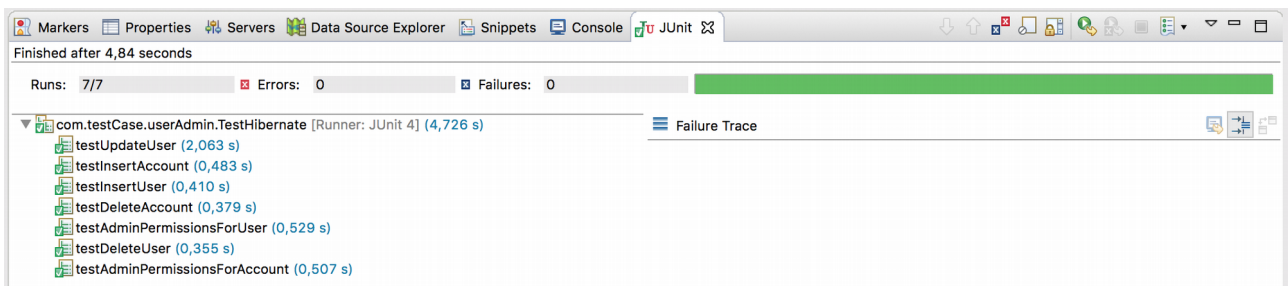 Markers Properties Servers Data Source Explorer Snippets Console JUnit
Finished after 4,84 seconds
Runs: 7/7 Errors: 0 Failures: 0
com.testCase.userAdmin.TestHibernate [Runner: JUnit 4] (4,726 s)
Failure Trace
testUpdateUser (2,063 s)
testInsertAccount (0,483 s)
testInsertUser (0,410 s)
testDeleteAccount (0,379 s)
testAdminPermissionsForUser (0,529 s)
testDeleteUser (0,355 s)
testAdminPermissionsForAccount (0,507 s)